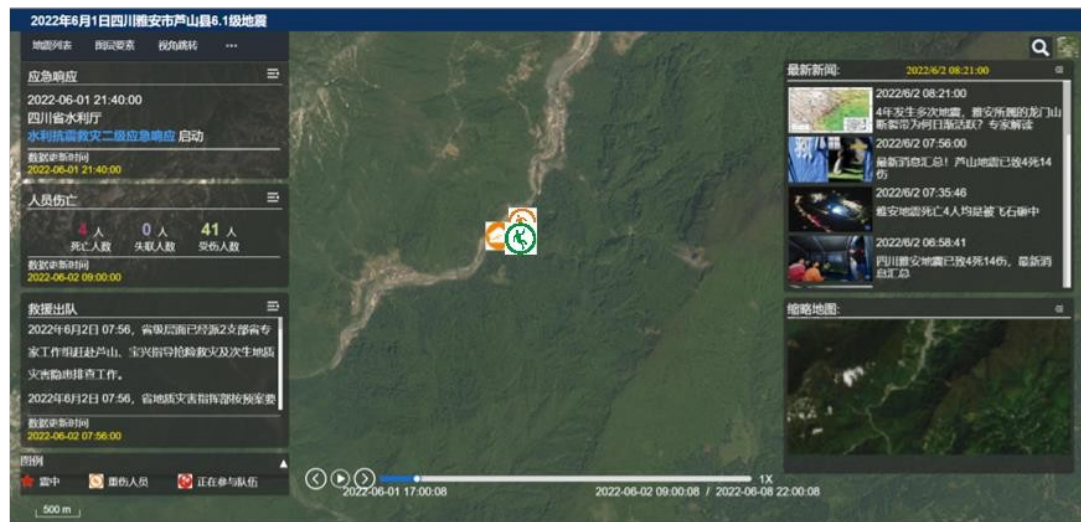 2022年6月1日四川雅安市芦山县6.1级地震
地震列表 图层要素 视角跳转 ···
应急响应
2022-06-01 21:40:00
四川省水利厅
水利抗震救灾二级应急响应 启动
数据更新时间
2022-06-01 21:40:00
人员伤亡
4 人 0 人 41 人
死亡人数 失联人数 受伤人数
数据更新时间
2022-06-02 09:00:00
救援出队
2022年6月2日 07:56，省级层面已经派2支部省专
家工作组赶赴芦山、宝兴指导抢险救灾及次生地质
灾害隐患排查工作。
2022年6月2日 07:56，省地质灾害指挥部按预案要
数据更新时间
2022-06-02 07:56:00
图例
震中 重伤人员 正在参与队伍
500 m
2022-06-01 17:00:08
1X
2022-06-02 09:00:08 / 2022-06-08 22:00:08
最新新闻: 2022/6/2 08:21:00
2022/6/2 08:21:00
4年发生多次地震，雅安所属的龙门山
断裂带为何日渐活跃？专家解读
2022/6/2 07:56:00
最新消息汇总！芦山地震已致4死14
伤
2022/6/2 07:35:46
雅安地震死亡4人均是被飞石砸中
2022/6/2 06:58:41
四川雅安地震已致4死14伤，最新消
息汇总
缩略地图: